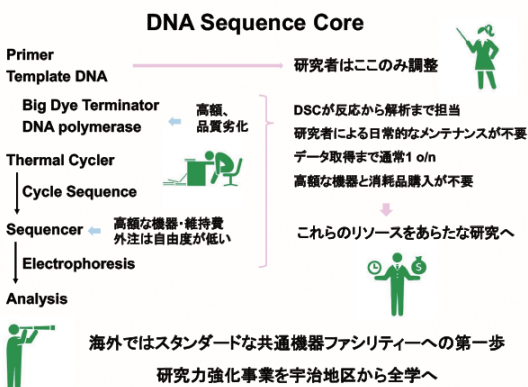 DNA Sequence Core
Primer
Template DNA
研究者はここのみ調整
Big Dye Terminator
DNA polymerase
高額、
品質劣化
Thermal Cycler
Cycle Sequence
Sequencer
高額な機器・維持費
外注は自由度が低い
Electrophoresis
Analysis
DSCが反応から解析まで担当
研究者による日常的なメンテナンスが不要
データ取得まで通常1 o/n
高額な機器と消耗品購入が不要
これらのリソースをあらたな研究へ
$
海外ではスタンダードな共通機器ファシリティーへの第一歩
研究力強化事業を宇治地区から全学へ